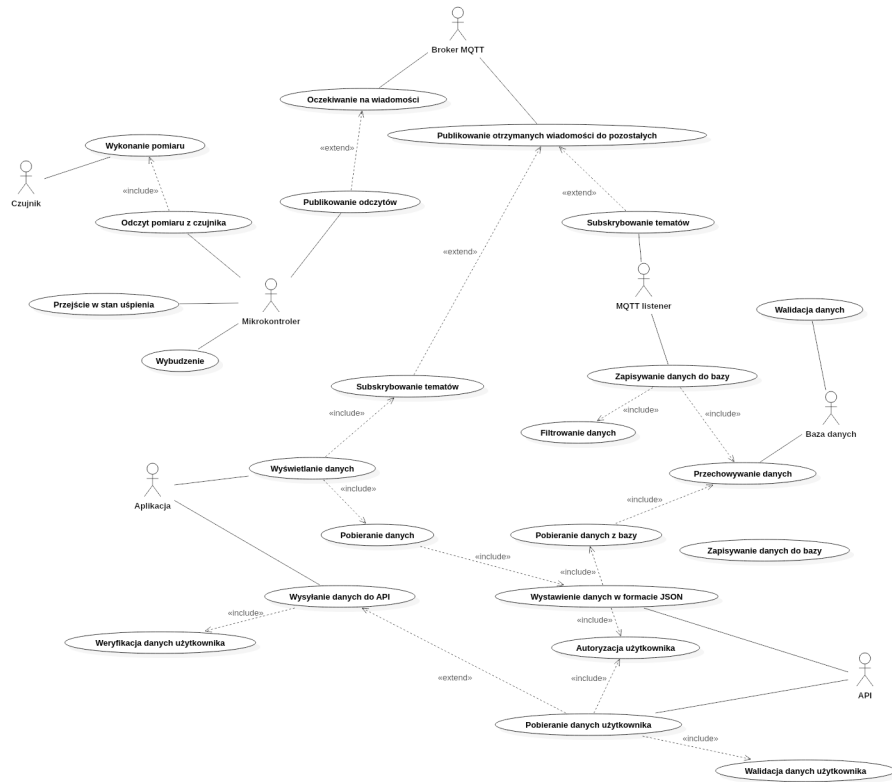 Broker MQTT
Oczekiwanie na wiadomości
Publikowanie otrzymanych wiadomości do pozostałych
Wykonanie pomiaru
«extend»
Czujnik
«include»
«extend»
Publikowanie odczytów
Odczyt pomiaru z czujnika
Subskrybowanie tematów
«extend»
Przejście w stan uśpienia
MQTT listener
Walidacja danych
Mikrokontroler
Wybudzenie
Subskrybowanie tematów
Zapisywanie danych do bazy
«include»
«include»
«include»
Filtrowanie danych
Baza danych
Wyświetlanie danych
Przechowywanie danych
«include»
«include»
Aplikacja
Pobieranie danych
Pobieranie danych z bazy
Zapisywanie danych do bazy
«include»
«include»
Wysyłanie danych do API
Wystawienie danych w formacie JSON
«include»
«include»
Weryfikacja danych użytkownika
Autoryzacja użytkownika
«extend»
«include»
API
Pobieranie danych użytkownika
«include»
Walidacja danych użytkownika